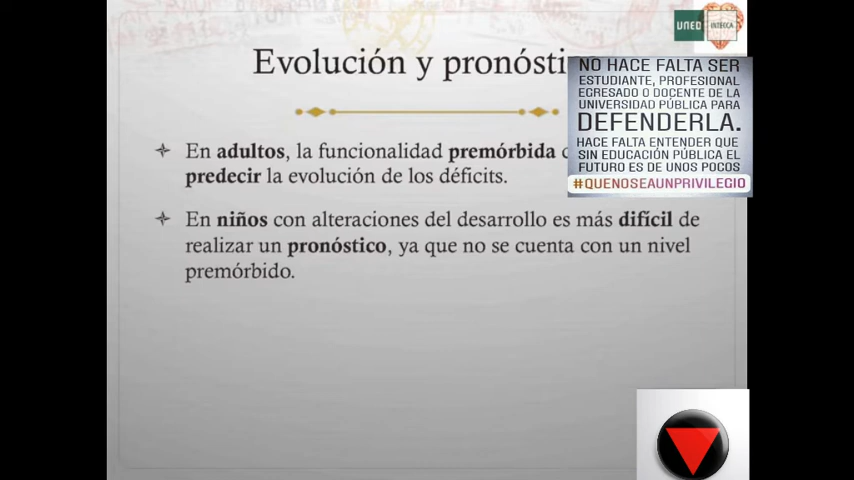 UNED
INTECCA
Evolución y pronósti
NO HACE FALTA SER
ESTUDIANTE, PROFESIONAL
EGRESADO O DOCENTE DE LA
UNIVERSIDAD PÚBLICA PARA
DEFENDERLA.
HACE FALTA ENTENDER QUE
SIN EDUCACIÓN PÚBLICA EL
FUTURO ES DE UNOS POCOS
#QUENOSEAUNPRIVILEGIO
En adultos, la funcionalidad premórbida
predecir la evolución de los déficits.
En niños con alteraciones del desarrollo es más difícil de
realizar un pronóstico, ya que no se cuenta con un nivel
premórbido.